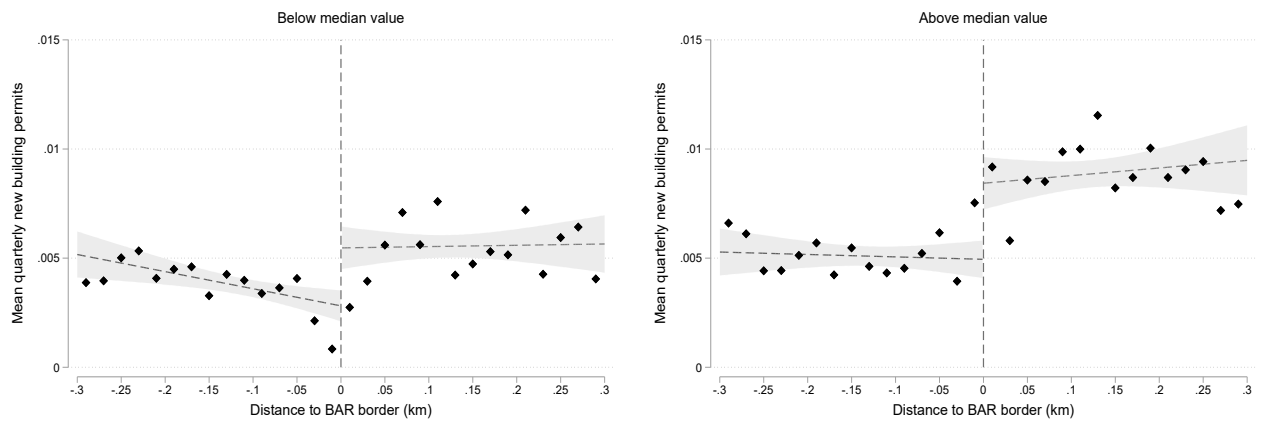 Below median value
Mean quarterly new building permits
.015
.01
.005
0
-.3 -.25 -.2 -.15 -.1 -.05 0 .05 .1 .15 .2 .25 .3
Distance to BAR border (km)
Above median value
Mean quarterly new building permits
.015
.01
.005
0
-.3 -.25 -.2 -.15 -.1 -.05 0 .05 .1 .15 .2 .25 .3
Distance to BAR border (km)